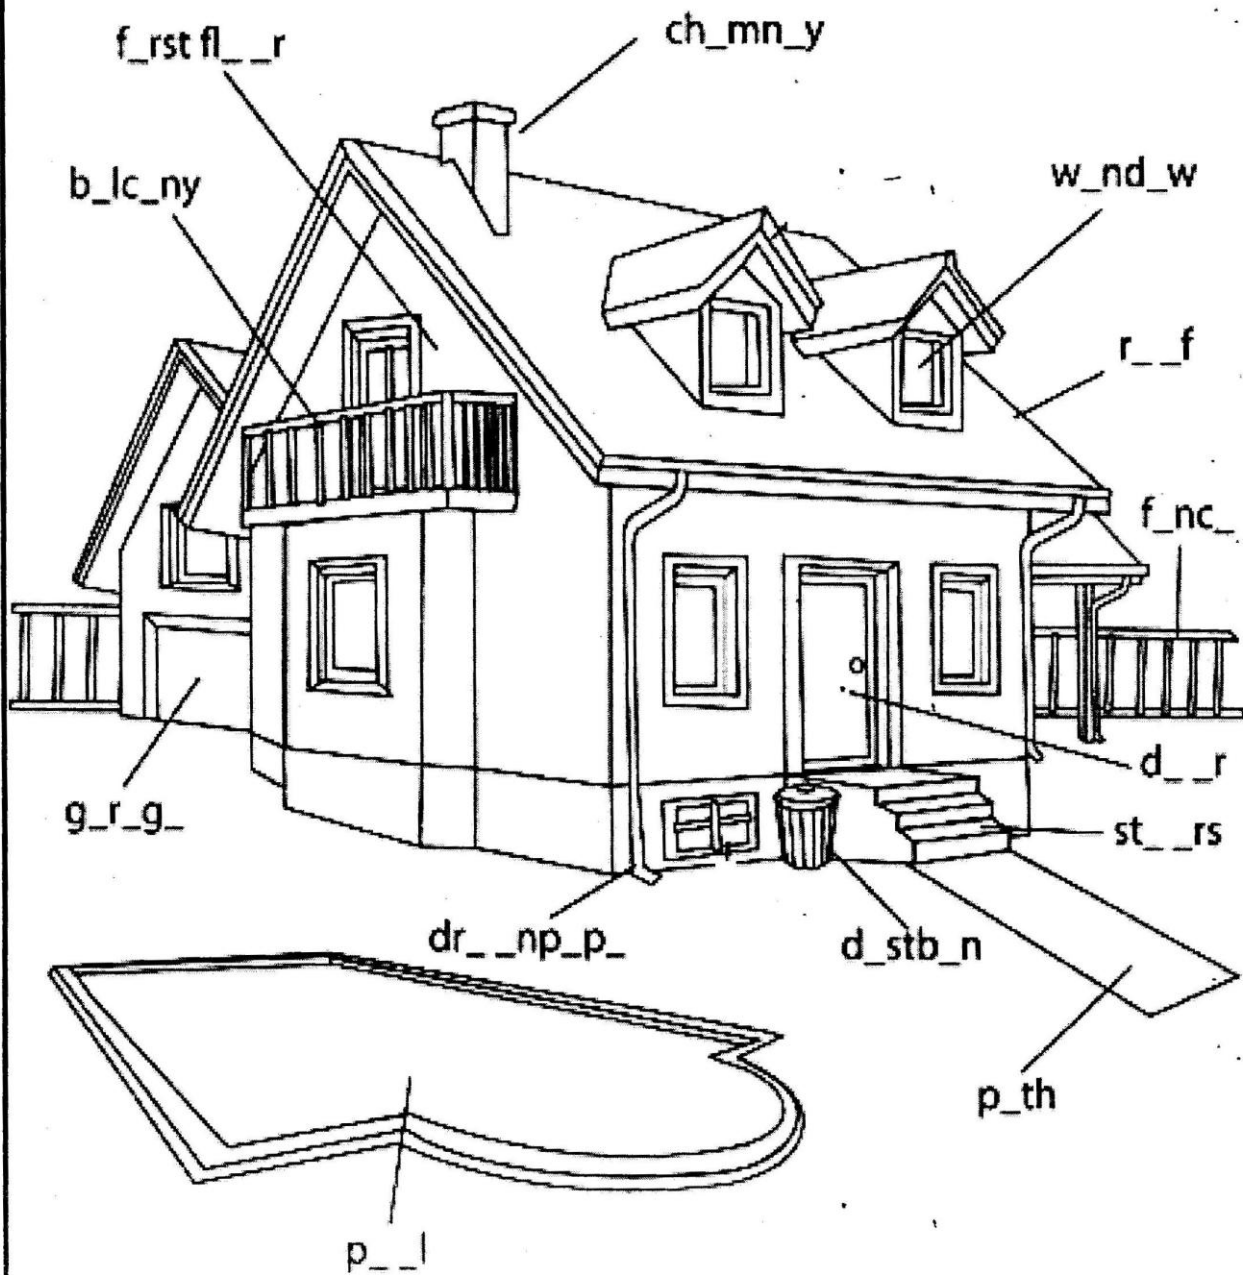 f_rst fl_ _r
ch_mn_y
b_lc_ny
w_nd_w
r_ _f
f_nc_
d_ _r
g_r_g_
st_ _rs
dr_ _np_p_
d_stb_n
p_th
p_ _l